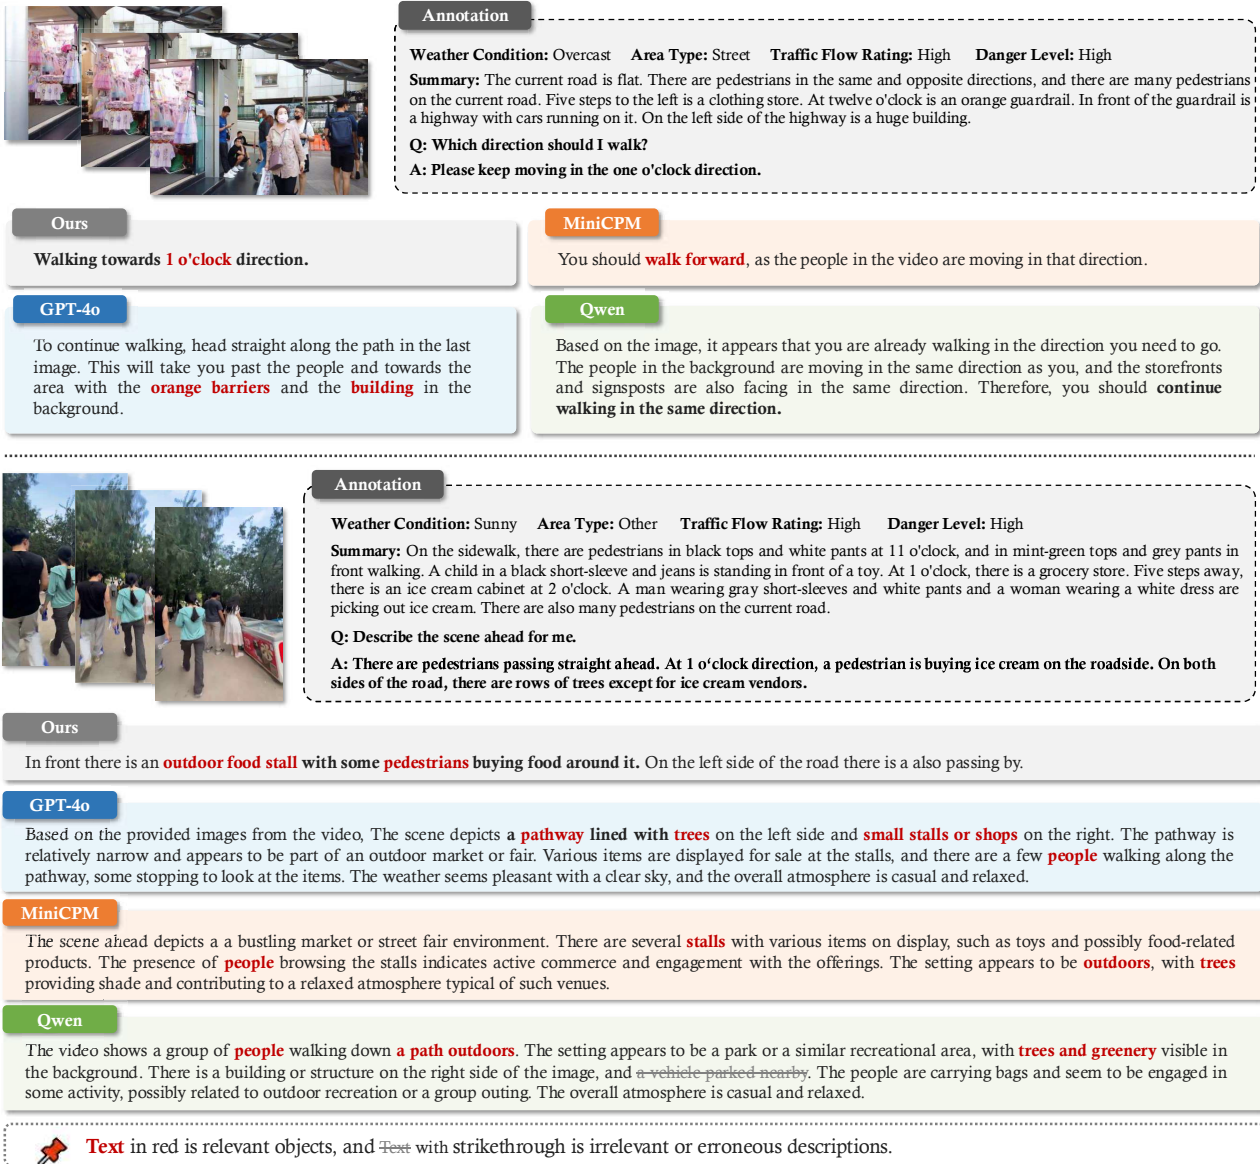 Annotation
Weather Condition: Overcast Area Type: Street Traffic Flow Rating: High Danger Level: High
Summary: The current road is flat. There are pedestrians in the same and opposite directions, and there are many pedestrians
on the current road. Five steps to the left is a clothing store. At twelve o'clock is an orange guardrail. In front of the guardrail is
a highway with cars running on it. On the left side of the highway is a huge building.
Q: Which direction should I walk?
A: Please keep moving in the one o'clock direction.
Ours
Walking towards 1 o'clock direction.
MiniCPM
You should walk forward, as the people in the video are moving in that direction.
GPT-4o
To continue walking, head straight along the path in the last
image. This will take you past the people and towards the
area with the orange barriers and the building in the
background.
Qwen
Based on the image, it appears that you are already walking in the direction you need to go.
The people in the background are moving in the same direction as you, and the storefronts
and signsposts are also facing in the same direction. Therefore, you should continue
walking in the same direction.
Annotation
Weather Condition: Sunny Area Type: Other Traffic Flow Rating: High Danger Level: High
Summary: On the sidewalk, there are pedestrians in black tops and white pants at 11 o'clock, and in mint-green tops and grey pants in
front walking. A child in a black short-sleeve and jeans is standing in front of a toy. At 1 o'clock, there is a grocery store. Five steps away,
there is an ice cream cabinet at 2 o'clock. A man wearing gray short-sleeves and white pants and a woman wearing a white dress are
picking out ice cream. There are also many pedestrians on the current road.
Q: Describe the scene ahead for me.
A: There are pedestrians passing straight ahead. At 1 o‘clock direction, a pedestrian is buying ice cream on the roadside. On both
sides of the road, there are rows of trees except for ice cream vendors.
Ours
In front there is an outdoor food stall with some pedestrians buying food around it. On the left side of the road there is a also passing by.
GPT-4o
Based on the provided images from the video, The scene depicts a pathway lined with trees on the left side and small stalls or shops on the right. The pathway is
relatively narrow and appears to be part of an outdoor market or fair. Various items are displayed for sale at the stalls, and there are a few people walking along the
pathway, some stopping to look at the items. The weather seems pleasant with a clear sky, and the overall atmosphere is casual and relaxed.
MiniCPM
The scene ahead depicts a a bustling market or street fair environment. There are several stalls with various items on display, such as toys and possibly food-related
products. The presence of people browsing the stalls indicates active commerce and engagement with the offerings. The setting appears to be outdoors, with trees
providing shade and contributing to a relaxed atmosphere typical of such venues.
Qwen
The video shows a group of people walking down a path outdoors. The setting appears to be a park or a similar recreational area, with trees and greenery visible in
the background. There is a building or structure on the right side of the image, and a vehicle parked nearby. The people are carrying bags and seem to be engaged in
some activity, possibly related to outdoor recreation or a group outing. The overall atmosphere is casual and relaxed.
Text in red is relevant objects, and Text with strikethrough is irrelevant or erroneous descriptions.